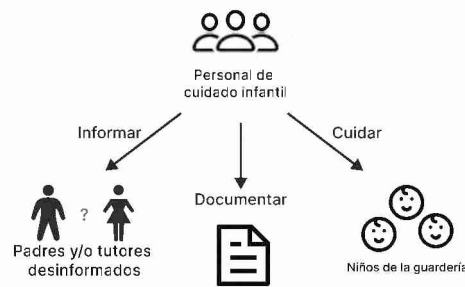 Personal de
cuidado infantil
Informar
Cuidar
Documentar
?
Padres y/o tutores
desinformados
Niños de la guardería